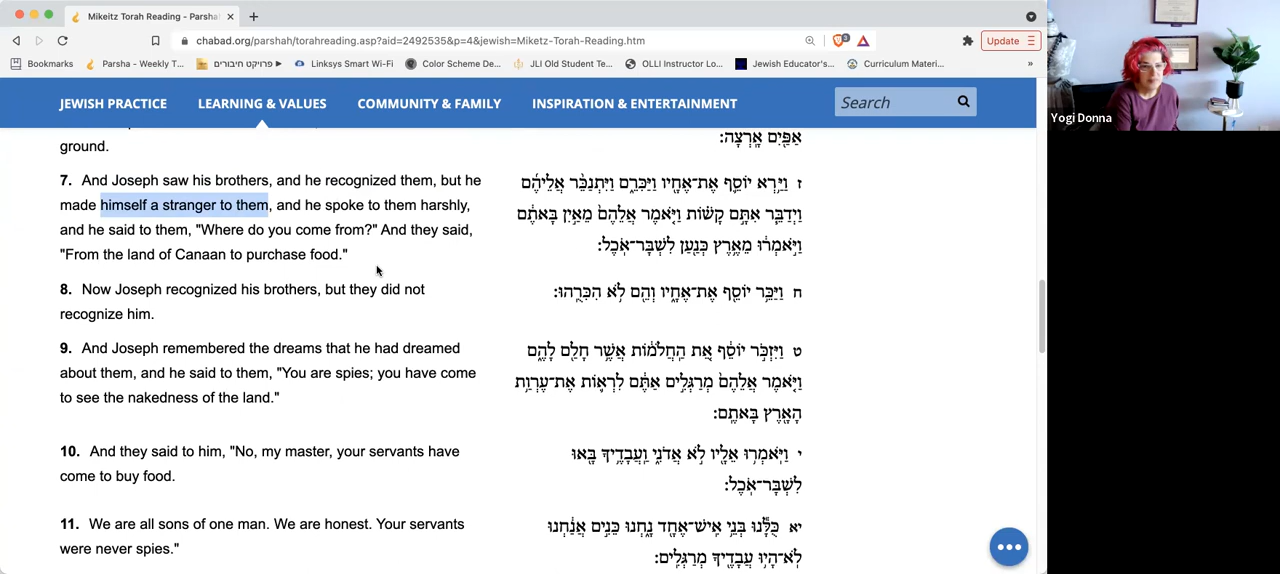 Mikeitz Torah Reading - Parsha
chabad.org/parshah/torahreading.asp?aid=2492535&p=4&jewish=Miketz-Torah-Reading.htm
3
Update
Bookmarks
Parsha - Weekly T...
פרויקט חיבורים
Linksys Smart Wi-Fi
Color Scheme De...
JLI Old Student Te...
OLLI Instructor Lo...
Jewish Educator's...
Curriculum Materi...
»
JEWISH PRACTICE
LEARNING & VALUES
COMMUNITY & FAMILY
INSPIRATION & ENTERTAINMENT
Search
Yogi Donna
ground.
7. And Joseph saw his brothers, and he recognized them, but he
made himself a stranger to them, and he spoke to them harshly,
and he said to them, "Where do you come from?" And they said,
"From the land of Canaan to purchase food."
8. Now Joseph recognized his brothers, but they did not
recognize him.
9. And Joseph remembered the dreams that he had dreamed
about them, and he said to them, "You are spies; you have come
to see the nakedness of the land."
10. And they said to him, "No, my master, your servants have
come to buy food.
11. We are all sons of one man. We are honest. Your servants
were never spies."
אַפַּ֖יִם אָֽרְצָה:
ז וַיַּ֥רְא יוֹסֵ֛ף אֶת־אֶחָ֖יו וַיַּכִּרֵ֑ם וַיִּתְנַכֵּ֨ר אֲלֵיהֶ֜ם
וַיְדַבֵּ֧ר אִתָּ֣ם קָשׁ֗וֹת וַיֹּ֤אמֶר אֲלֵהֶם֙ מֵאַ֣יִן בָּאתֶ֔ם
וַיֹּ֣אמְר֔וּ מֵאֶ֥רֶץ כְּנַ֖עַן לִשְׁבָּר־אֹֽכֶל:
ח וַיַּכֵּ֥ר יוֹסֵ֖ף אֶת־אֶחָ֑יו וְהֵ֖ם לֹ֥א הִכִּרֻֽהוּ:
ט וַיִּזְכֹּ֣ר יוֹסֵ֔ף אֵ֚ת הַֽחֲלֹמ֔וֹת אֲשֶׁ֥ר חָלַ֖ם לָהֶ֑ם
וַיֹּ֤אמֶר אֲלֵהֶם֙ מְרַגְּלִ֣ים אַתֶּ֔ם לִרְא֛וֹת אֶת־עֶרְוַ֥ת
הָאָ֖רֶץ בָּאתֶֽם:
י וַיֹּֽאמְר֥וּ אֵלָ֖יו לֹ֣א אֲדֹנִ֑י וַֽעֲבָדֶ֥יךָ בָּ֖אוּ
לִשְׁבָּר־אֹֽכֶל:
יא כֻּלָּ֕נוּ בְּנֵ֥י אִֽישׁ־אֶחָ֖ד נָ֑חְנוּ כֵּנִ֣ים אֲנַ֔חְנוּ
לֹֽא־הָי֥וּ עֲבָדֶ֖יךָ מְרַגְּלִֽים: